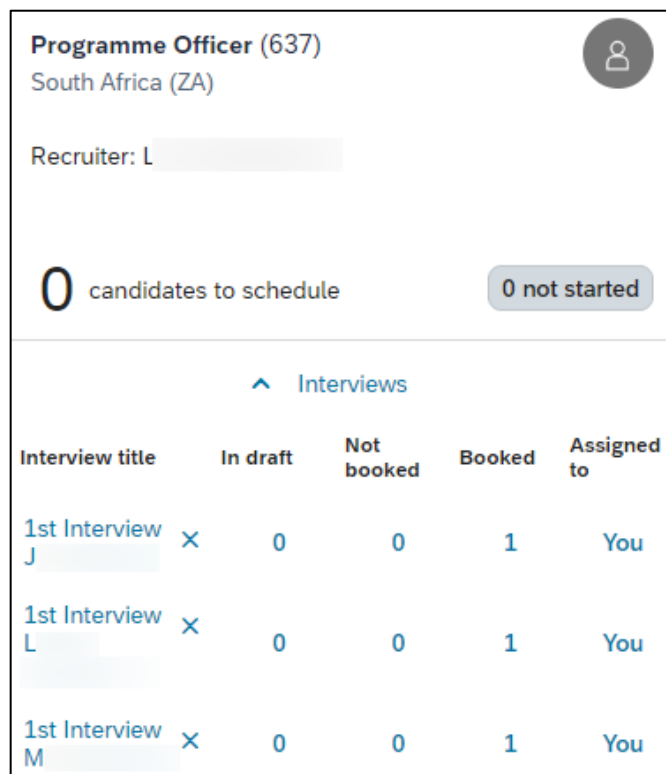 Programme Officer (637)
South Africa (ZA)
Recruiter: L
0 candidates to schedule
0 not started
Interviews
Interview title In draft Not booked Booked Assigned to
1st Interview
J
0 0 1 You
1st Interview
L
0 0 1 You
1st Interview
M
0 0 1 You